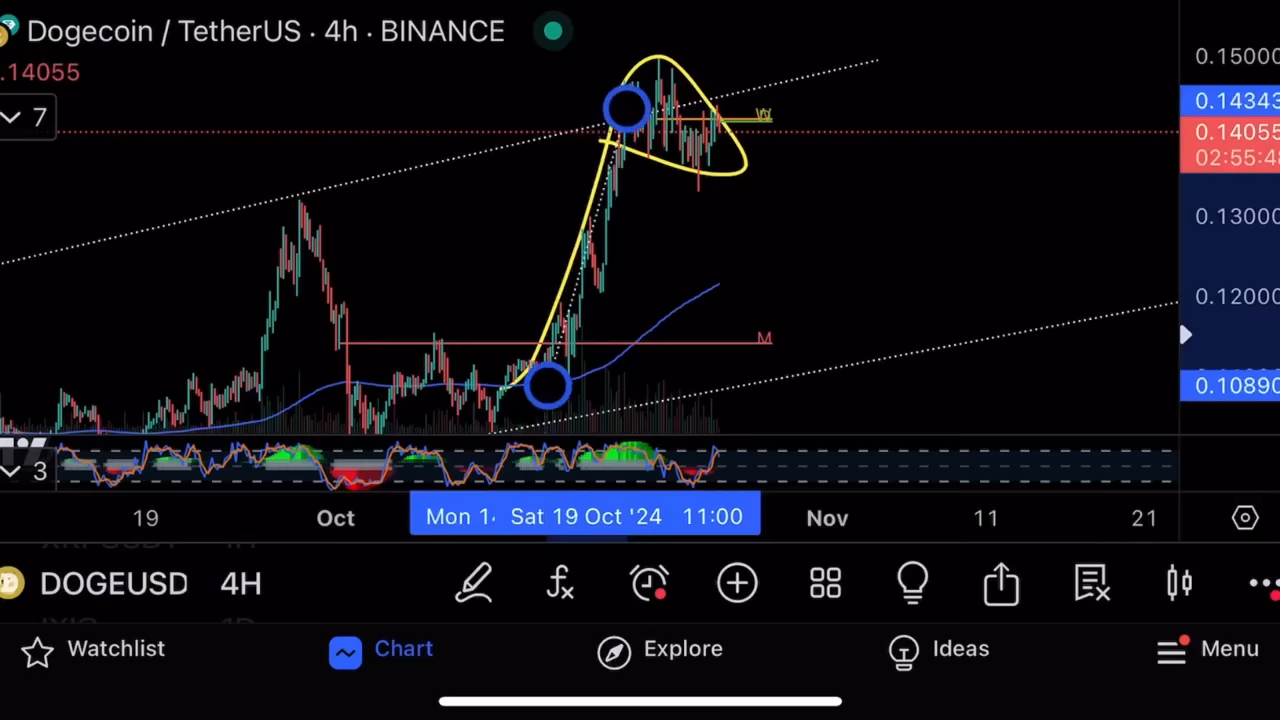 Dogecoin / TetherUS · 4h · BINANCE
.14055
7
W
M
0.15000
0.14343
0.14055
02:55:48
0.13000
0.12000
0.10890
3
19
Oct
Mon 14
Sat 19 Oct '24 11:00
Nov
11
21
DOGEUSD 4H
Watchlist
Chart
Explore
Ideas
Menu